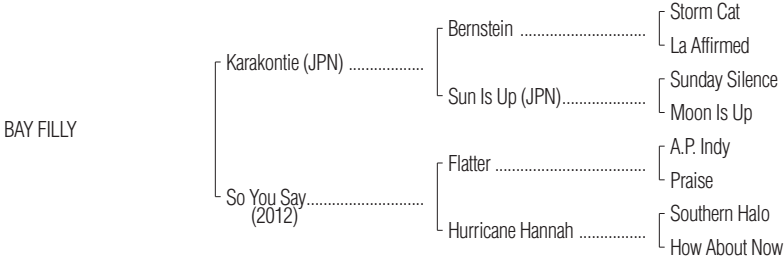 Storm Cat
Bernstein ..............................
La Affirmed
Karakontie (JPN) ..................
Sunday Silence
Sun Is Up (JPN)....................
Moon Is Up
BAY FILLY
A.P. Indy
Flatter ....................................
Praise
So You Say............................
(2012)
Southern Halo
Hurricane Hannah ................
How About Now